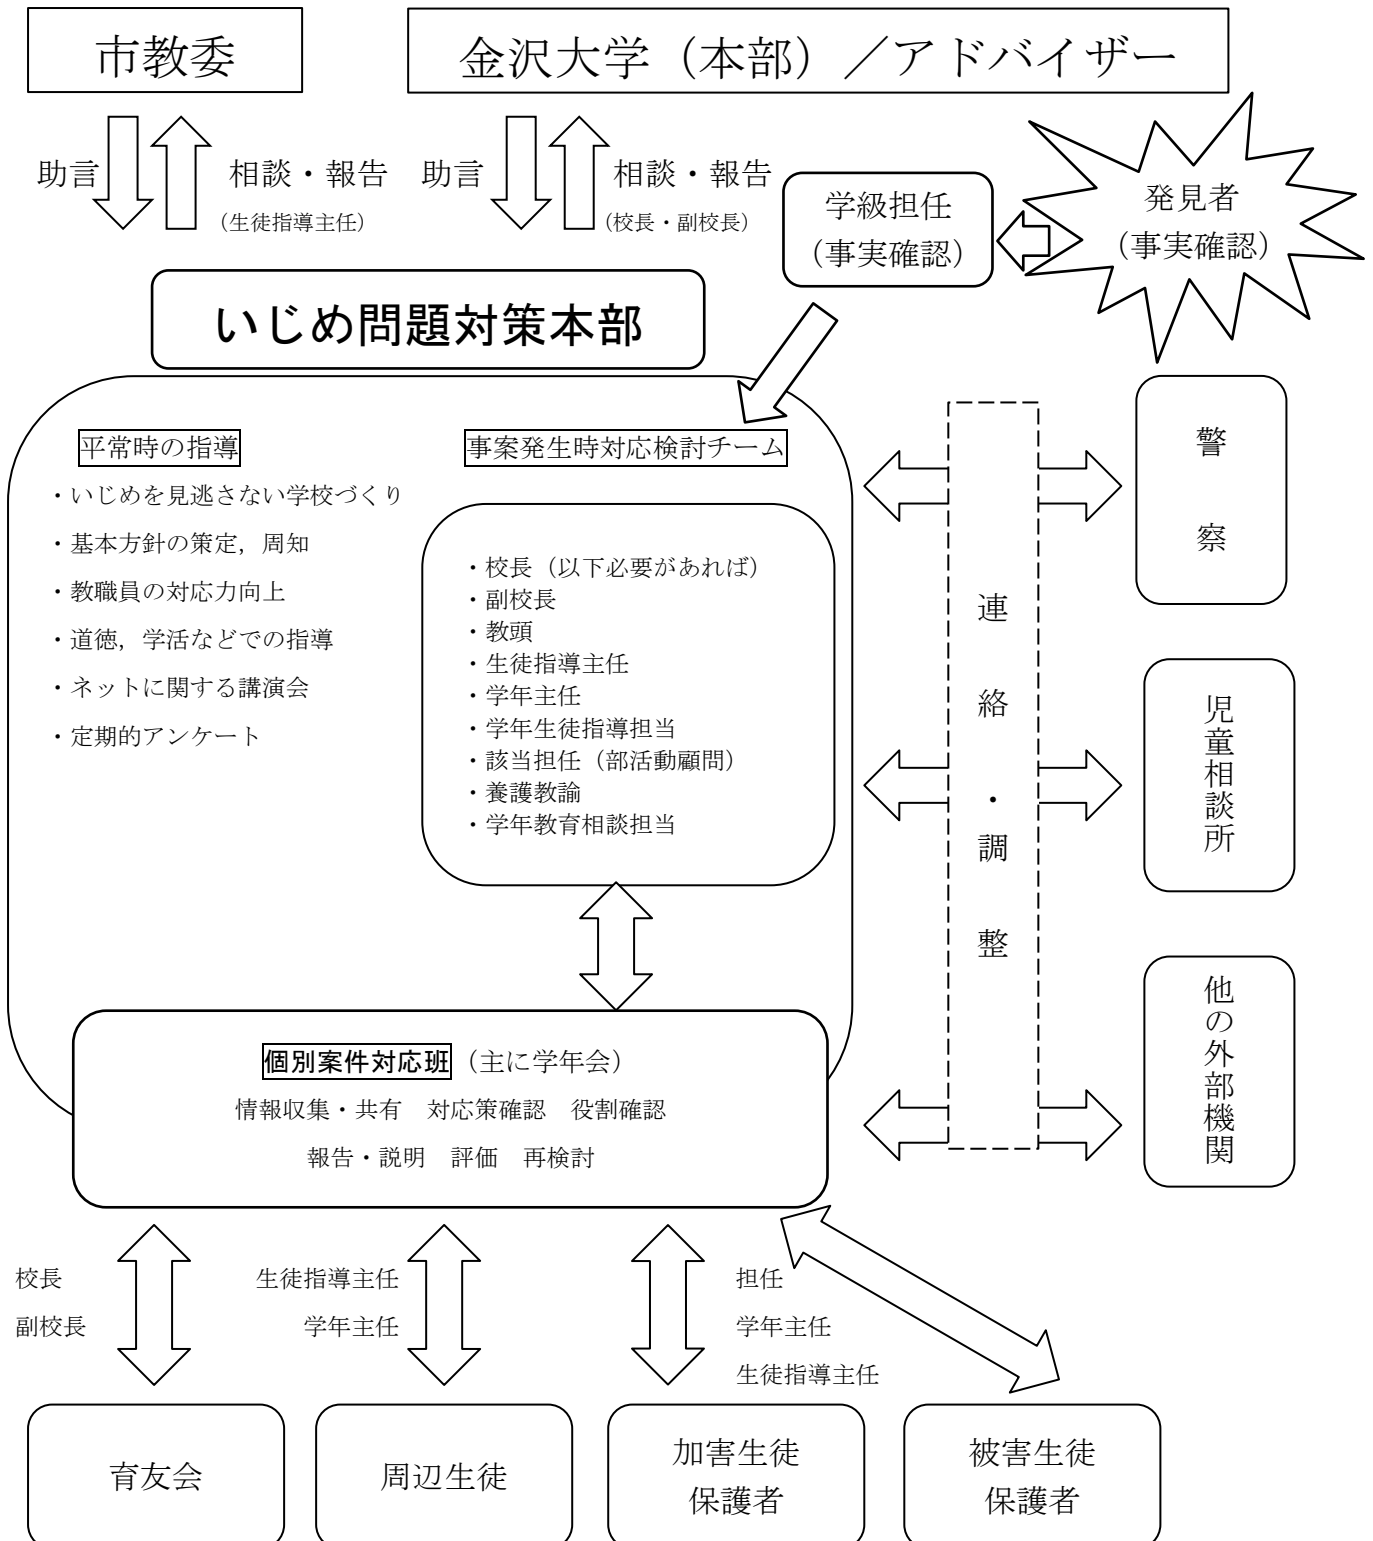 市教委
金沢大学（本部）／アドバイザー
助言
相談・報告
（生徒指導主任）
助言
相談・報告
（校長・副校長）
学級担任
（事実確認）
発見者
（事実確認）
いじめ問題対策本部
平常時の指導
・いじめを見逃さない学校づくり
・基本方針の策定，周知
・教職員の対応力向上
・道徳，学活などでの指導
・ネットに関する講演会
・定期的アンケート
事案発生時対応検討チーム
・校長（以下必要があれば）
・副校長
・教頭
・生徒指導主任
・学年主任
・学年生徒指導担当
・該当担任（部活動顧問）
・養護教諭
・学年教育相談担当
連絡・調整
警察
児童相談所
他の外部機関
個別案件対応班（主に学年会）
情報収集・共有　対応策確認　役割確認
報告・説明　評価　再検討
校長
副校長
生徒指導主任
学年主任
担任
学年主任
生徒指導主任
育友会
周辺生徒
加害生徒
保護者
被害生徒
保護者